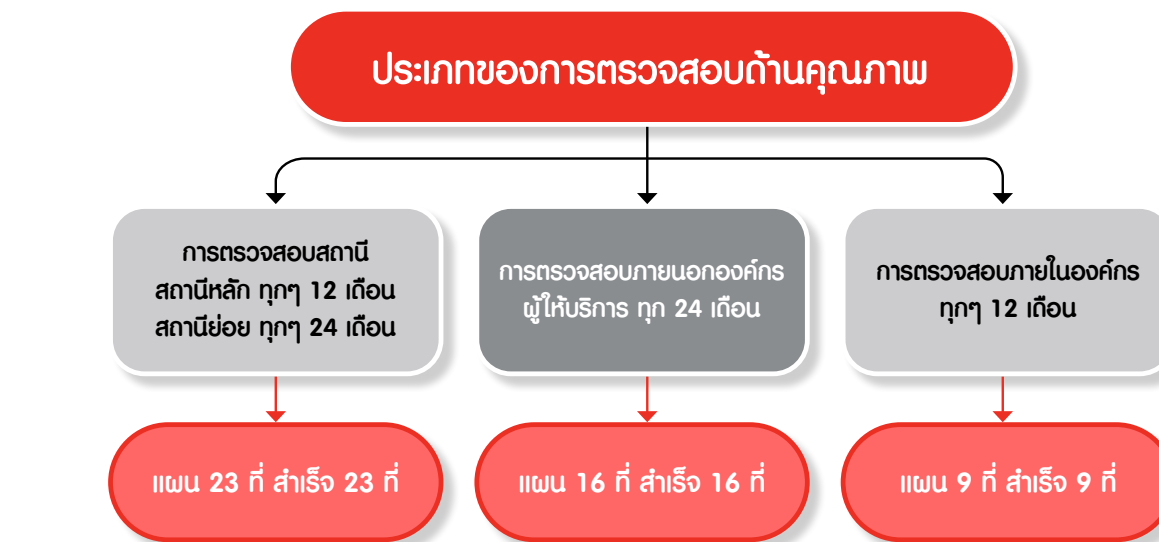 ประเภทของการตรวจสอบด้านคุณภาพ
การตรวจสอบสถานี
สถานีหลัก ทุกๆ 12 เดือน
สถานีย่อย ทุกๆ 24 เดือน
การตรวจสอบภายนอกองค์กร
ผู้ให้บริการ ทุก 24 เดือน
การตรวจสอบภายในองค์กร
ทุกๆ 12 เดือน
แผน 23 ที่ สำเร็จ 23 ที่
แผน 16 ที่ สำเร็จ 16 ที่
แผน 9 ที่ สำเร็จ 9 ที่